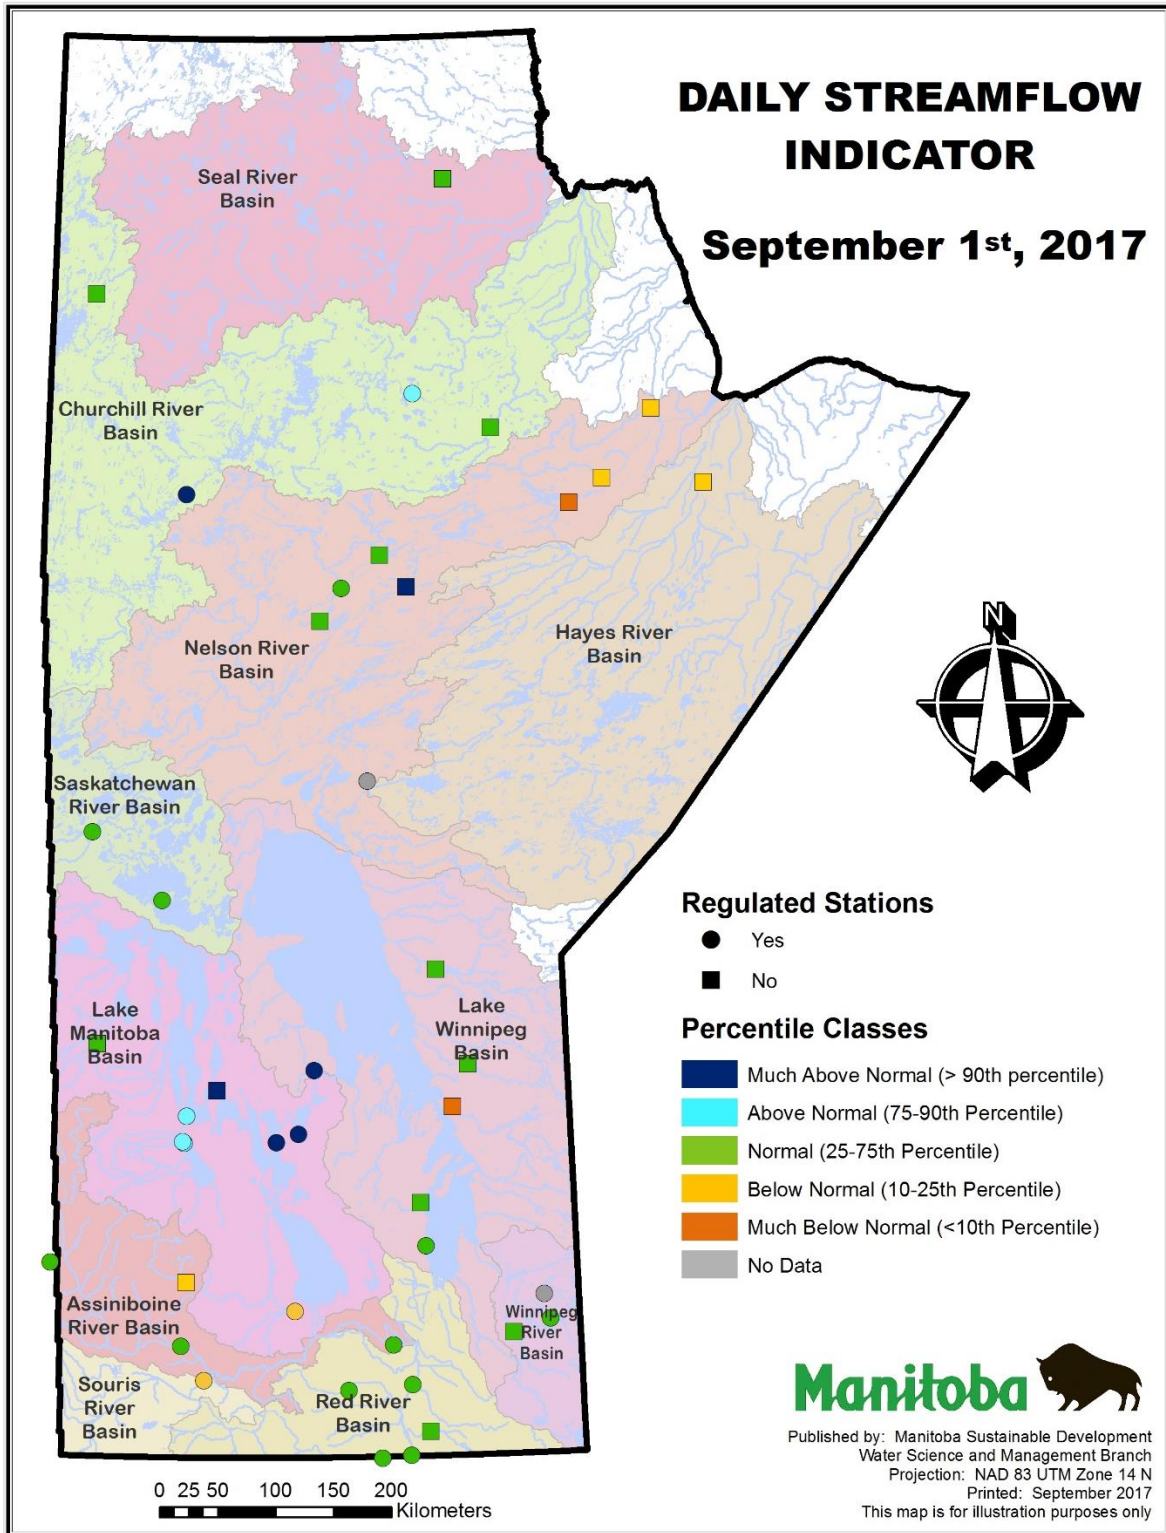 DAILY STREAMFLOW
INDICATOR
September 1st, 2017
Seal River
Basin
Churchill River
Basin
Nelson River
Basin
Hayes River
Basin
N
Saskatchewan
River Basin
Lake
Manitoba
Basin
Lake
Winnipeg
Basin
Assiniboine
River Basin
Winnipeg
River
Basin
Souris
River
Basin
Red River
Basin
Regulated Stations
Yes
No
Percentile Classes
Much Above Normal (> 90th percentile)
Above Normal (75-90th Percentile)
Normal (25-75th Percentile)
Below Normal (10-25th Percentile)
Much Below Normal (<10th Percentile)
No Data
Manitoba
Published by: Manitoba Sustainable Development
Water Science and Management Branch
Projection: NAD 83 UTM Zone 14 N
Printed: September 2017
This map is for illustration purposes only
0 25 50 100 150 200
Kilometers